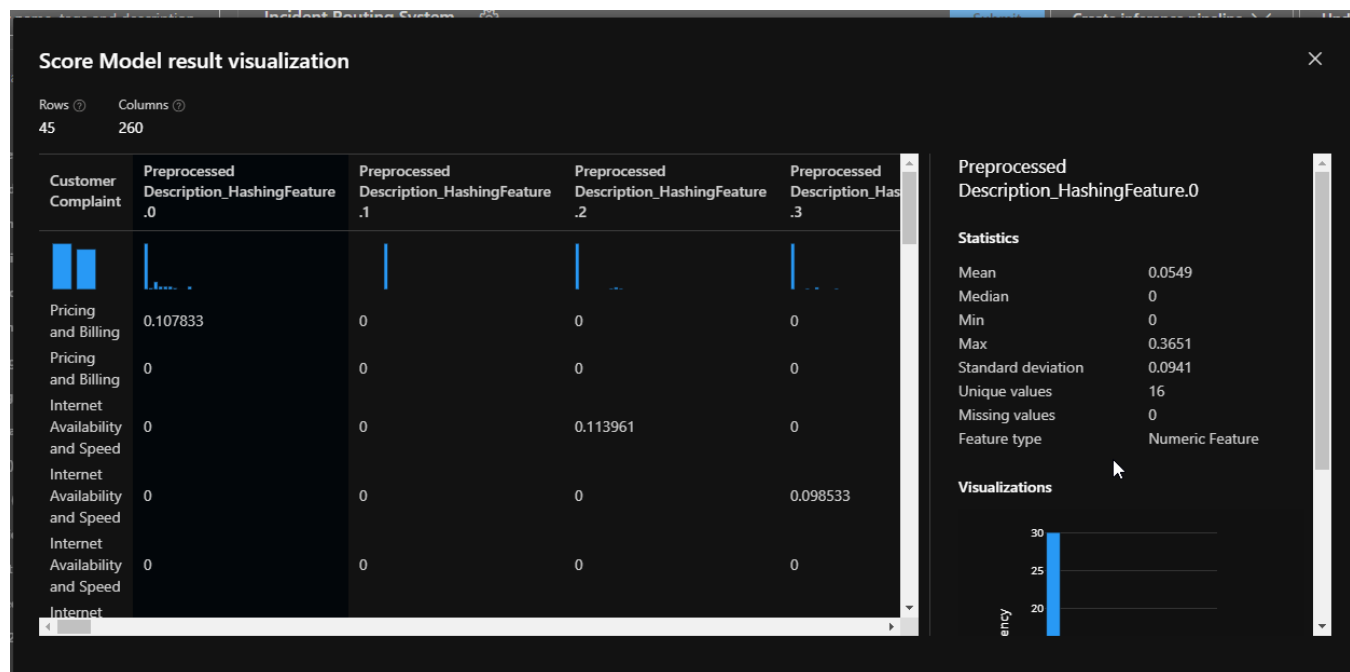 Incident Routing System
Submit
Create inference pipeline
Score Model result visualization
Rows
Columns
45
260
Customer
Complaint
Preprocessed
Description_HashingFeature
.0
Preprocessed
Description_HashingFeature
.1
Preprocessed
Description_HashingFeature
.2
Preprocessed
Description_Has
.3
Pricing
and Billing
0.107833
0
0
0
Pricing
and Billing
0
0
0
0
Internet
Availability
and Speed
0
0
0.113961
0
Internet
Availability
and Speed
0
0
0
0.098533
Internet
Availability
and Speed
0
0
0
0
Internet
Preprocessed
Description_HashingFeature.0
Statistics
Mean 0.0549
Median 0
Min 0
Max 0.3651
Standard deviation 0.0941
Unique values 16
Missing values 0
Feature type Numeric Feature
Visualizations
30
25
20